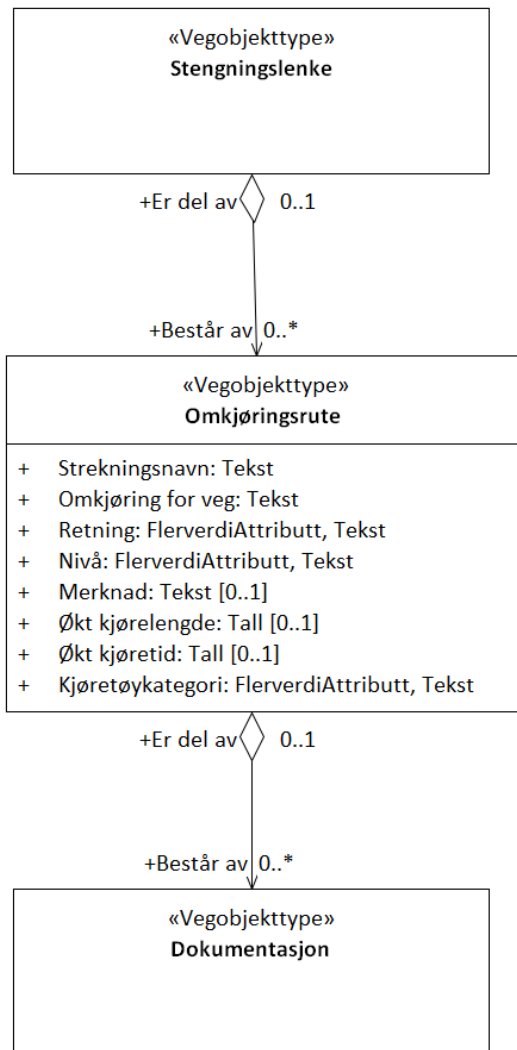 «Vegobjekttype»
Stengningslenke
+Er del av 0..1
+Består av 0..*
«Vegobjekttype»
Omkjøringsrute
+ Strekningsnavn: Tekst
+ Omkjøring for veg: Tekst
+ Retning: FlerverdiAttributt, Tekst
+ Nivå: FlerverdiAttributt, Tekst
+ Merknad: Tekst [0..1]
+ Økt kjørelengde: Tall [0..1]
+ Økt kjøretid: Tall [0..1]
+ Kjøretøykategori: FlerverdiAttributt, Tekst
+Er del av 0..1
+Består av 0..*
«Vegobjekttype»
Dokumentasjon